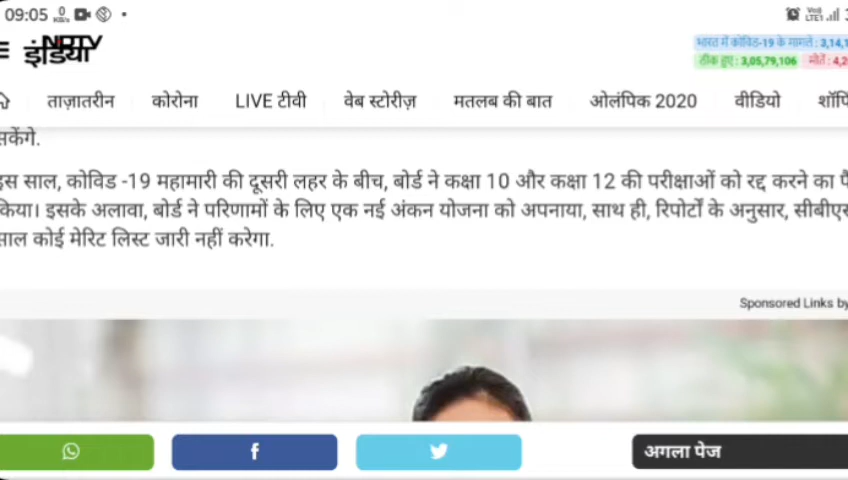 09:05
NDTV
इंडिया
भारत में कोविड-19 के मामले : 3,14,1
ठीक हुए : 3,05,79,106 मौतें : 4,2
ताज़ातरीन कोरोना LIVE टीवी वेब स्टोरीज़ मतलब की बात ओलंपिक 2020 वीडियो शॉपि
सकेंगे.
इस साल, कोविड -19 महामारी की दूसरी लहर के बीच, बोर्ड ने कक्षा 10 और कक्षा 12 की परीक्षाओं को रद्द करने का फै
किया। इसके अलावा, बोर्ड ने परिणामों के लिए एक नई अंकन योजना को अपनाया, साथ ही, रिपोर्टों के अनुसार, सीबीएस
साल कोई मेरिट लिस्ट जारी नहीं करेगा.
Sponsored Links by
अगला पेज